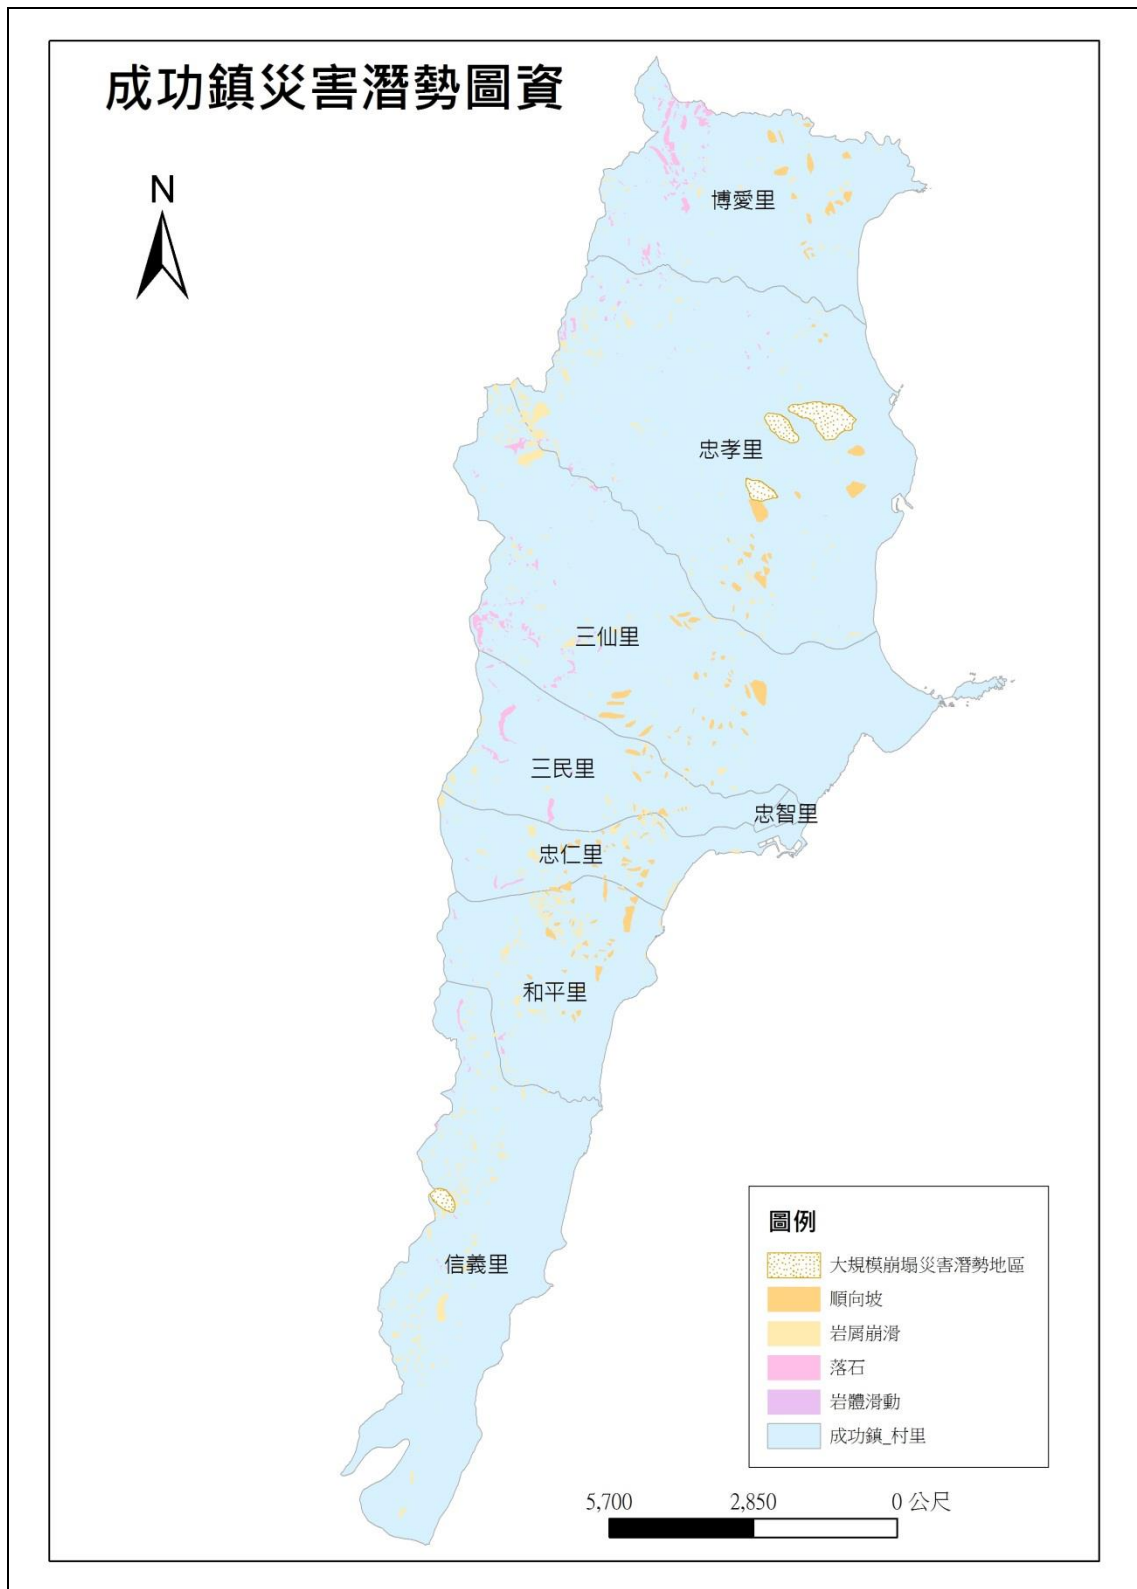 成功鎮災害潛勢圖資
N
博愛里
忠孝里
三仙里
三民里
忠智里
忠仁里
和平里
信義里
圖例
大規模崩塌災害潛勢地區
順向坡
岩屑崩滑
落石
岩體滑動
成功鎮_村里
5,700 2,850 0 公尺